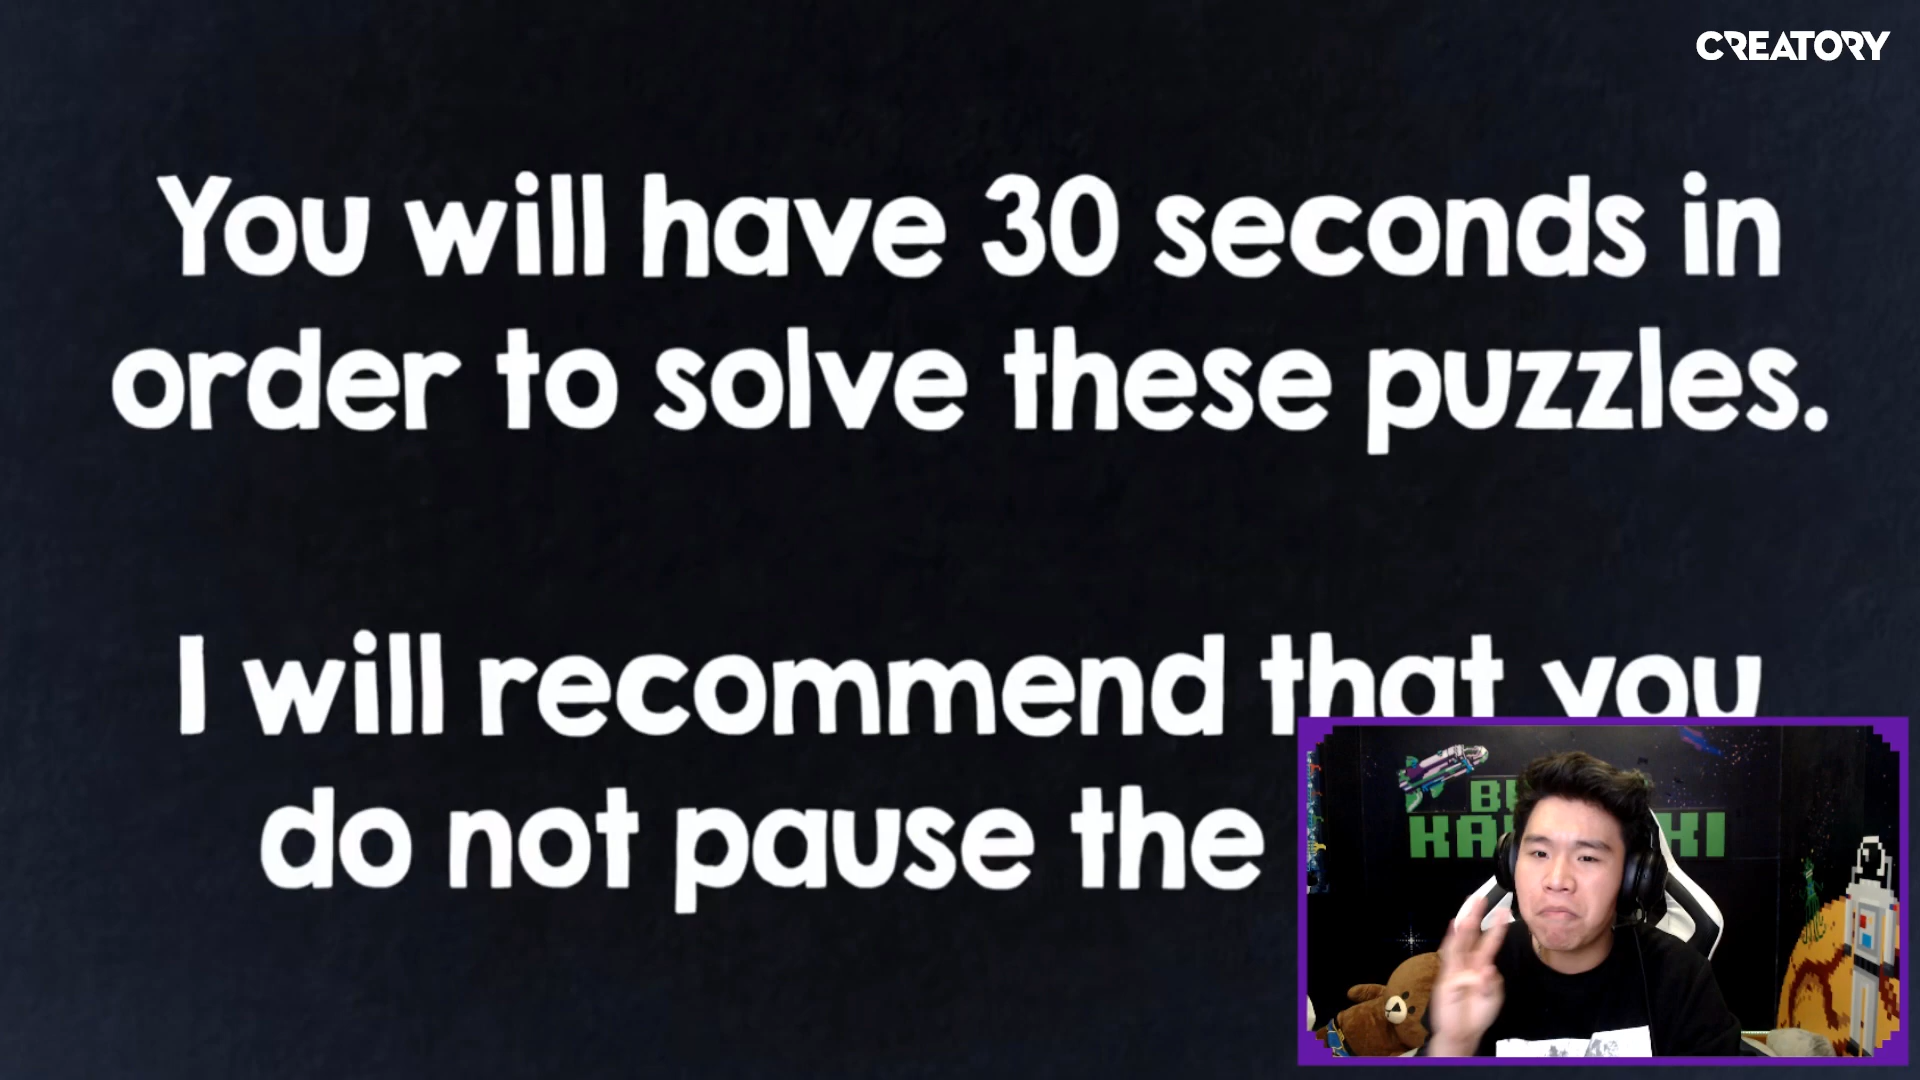 CREATORY
You will have 30 seconds in
order to solve these puzzles.
I will recommend that you
do not pause the